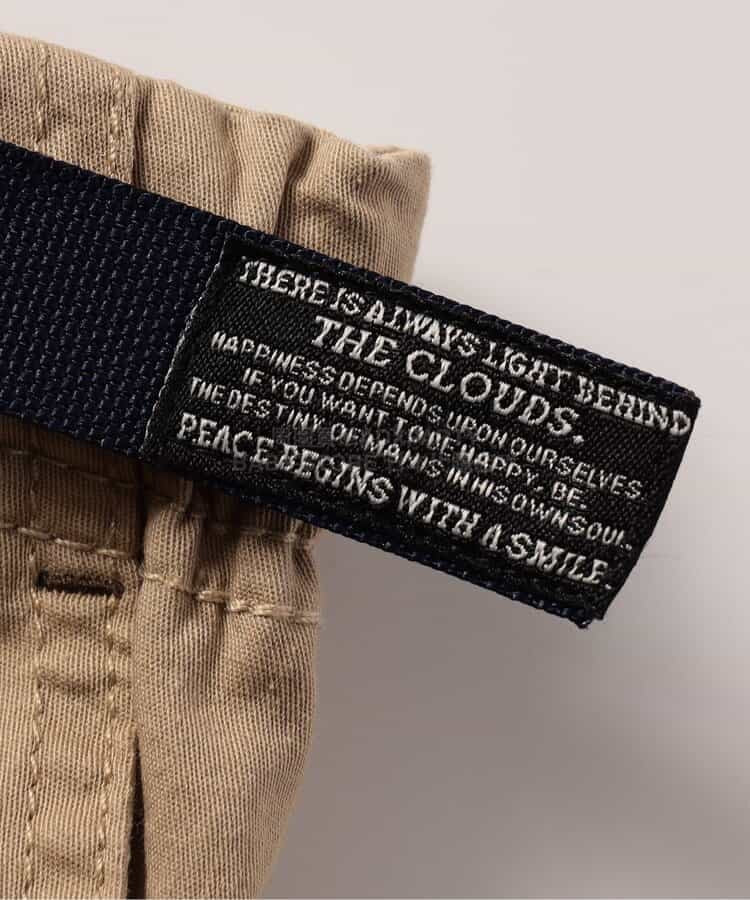 THERE IS ALWAYS LIGHT BEHIND
THE CLOUDS.
HAPPINESS DEPENDS UPON OURSELVES.
IF YOU WANT TO BE HAPPY, BE.
THE DESTINY OF MAN IS IN HIS OWN SOUL.
PEACE BEGINS WITH A SMILE.